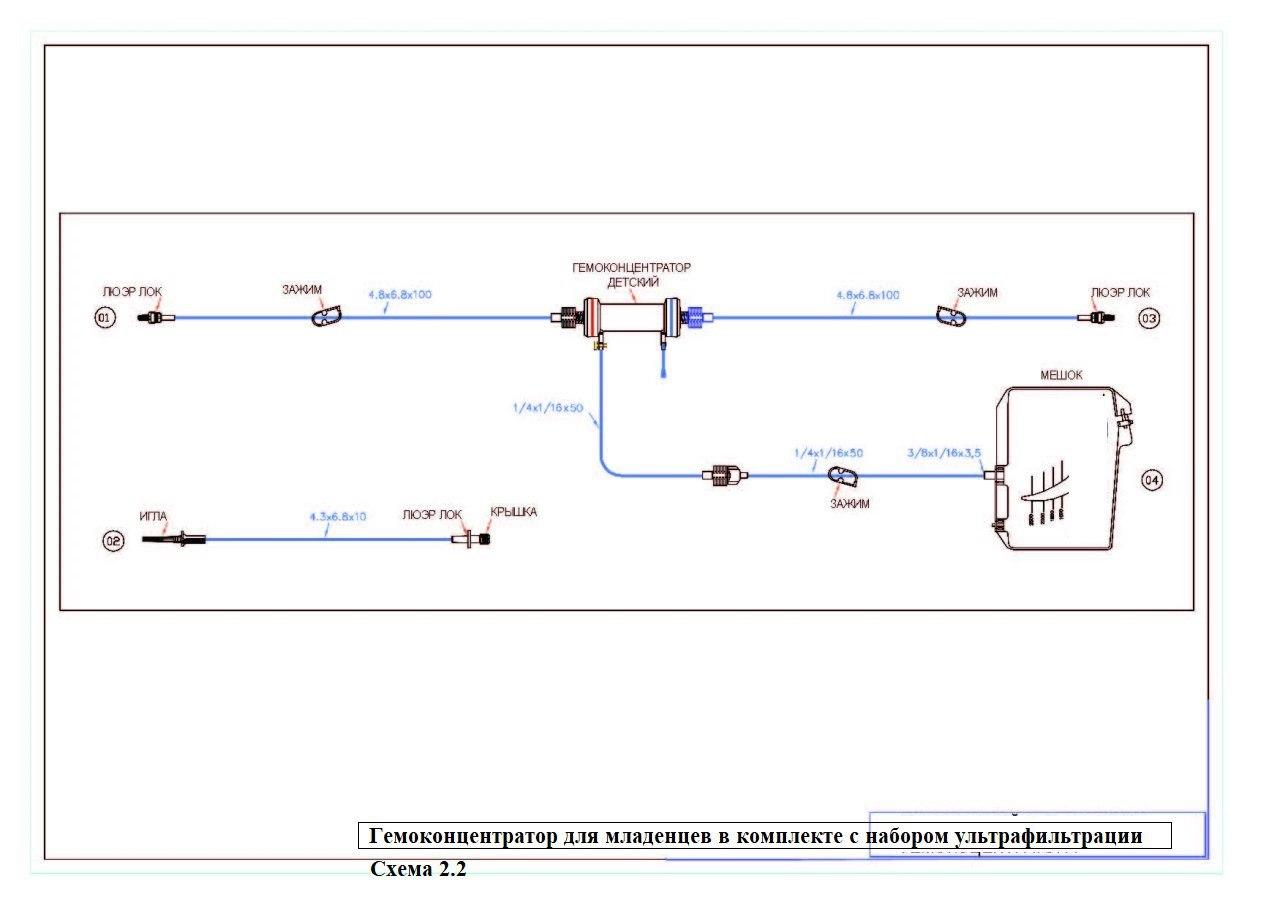 ГЕМОКОНЦЕНТРАТОР
ДЕТСКИЙ
ЛЮЭР ЛОК
ЗАЖИМ
4.8x6.8x100
4.8x6.8x100
ЗАЖИМ
ЛЮЭР ЛОК
01
03
МЕШОК
1/4x1/16x50
1/4x1/16x50
3/8x1/16x3,5
04
ЗАЖИМ
ИГЛА
4.3x6.8x10
ЛЮЭР ЛОК
КРЫШКА
02
Гемоконцентратор для младенцев в комплекте с набором ультрафильтрации
Схема 2.2